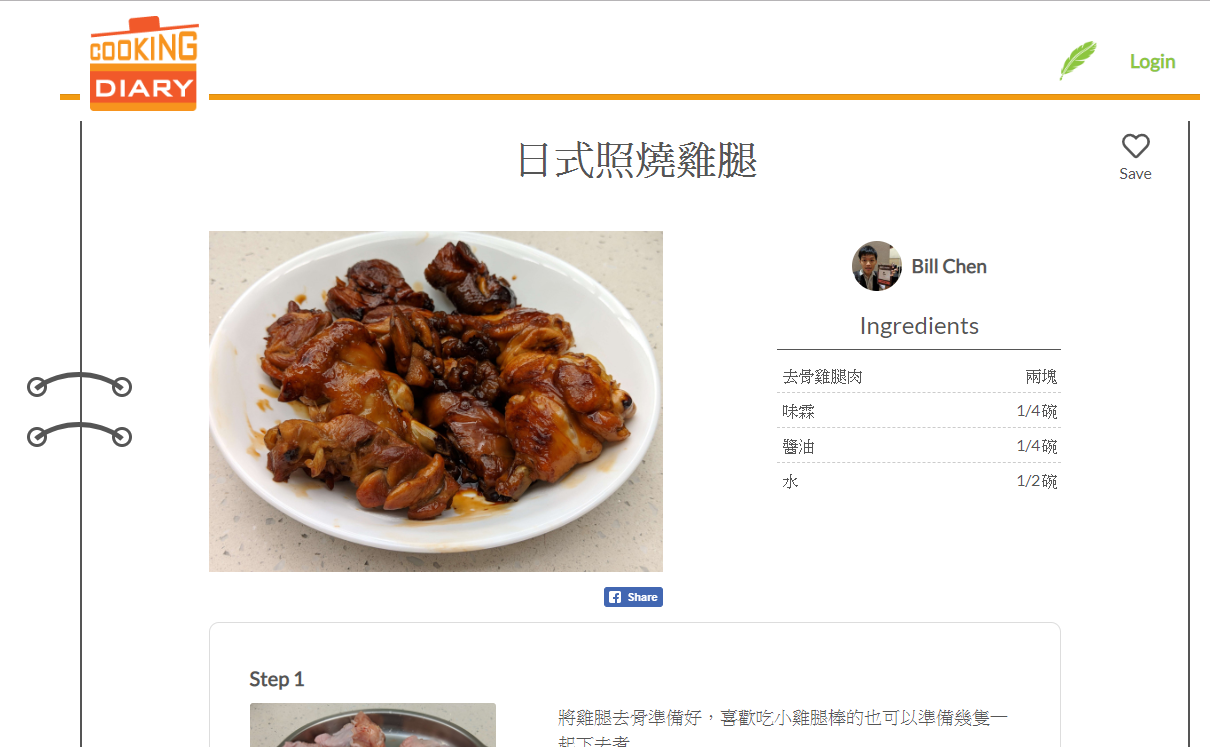 COOKING
DIARY
Login
日式照燒雞腿
Save
Bill Chen
Ingredients
去骨雞腿肉 兩塊
味霖 1/4碗
醬油 1/4碗
水 1/2碗
Share
Step 1
將雞腿去骨準備好，喜歡吃小雞腿棒的也可以準備幾隻一
起下去煮